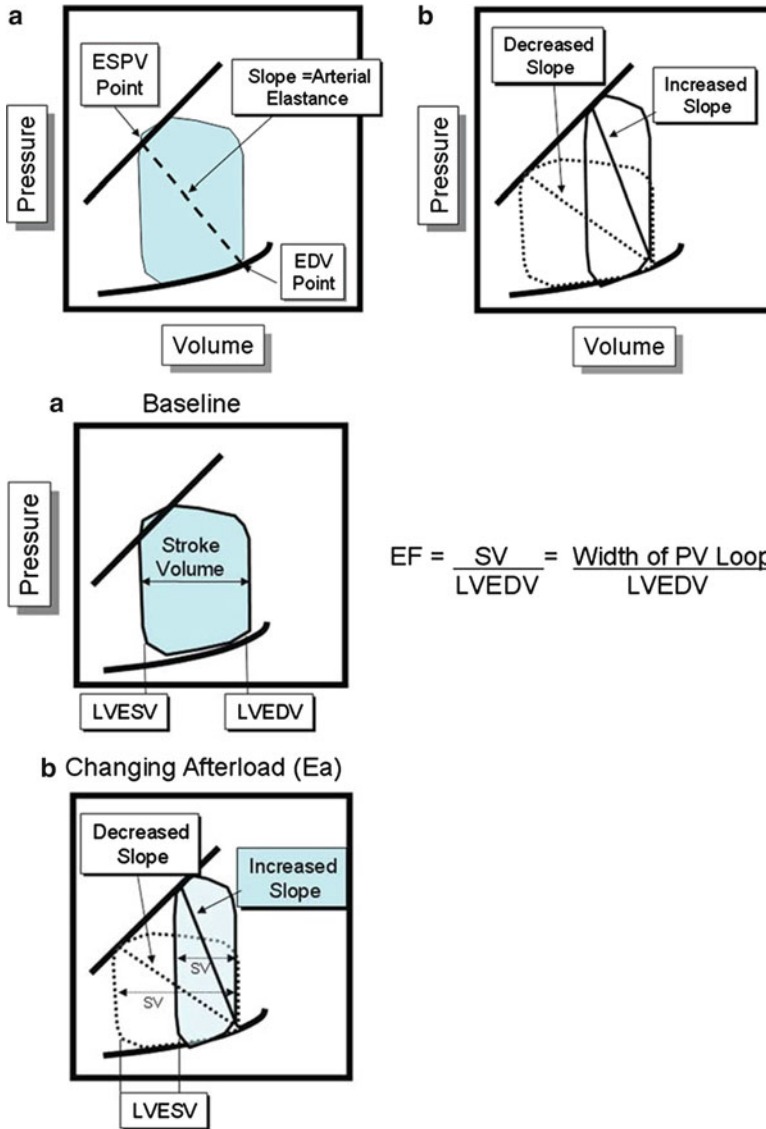 a
ESPV
Point
Slope =Arterial
Elastance
Pressure
EDV
Point
Volume
b
Decreased
Slope
Increased
Slope
Pressure
Volume
a Baseline
Pressure
Stroke
Volume
LVESV
LVEDV
EF = SV = Width of PV Loop
LVEDV LVEDV
b Changing Afterload (Ea)
Decreased
Slope
Increased
Slope
SV
SV
LVESV